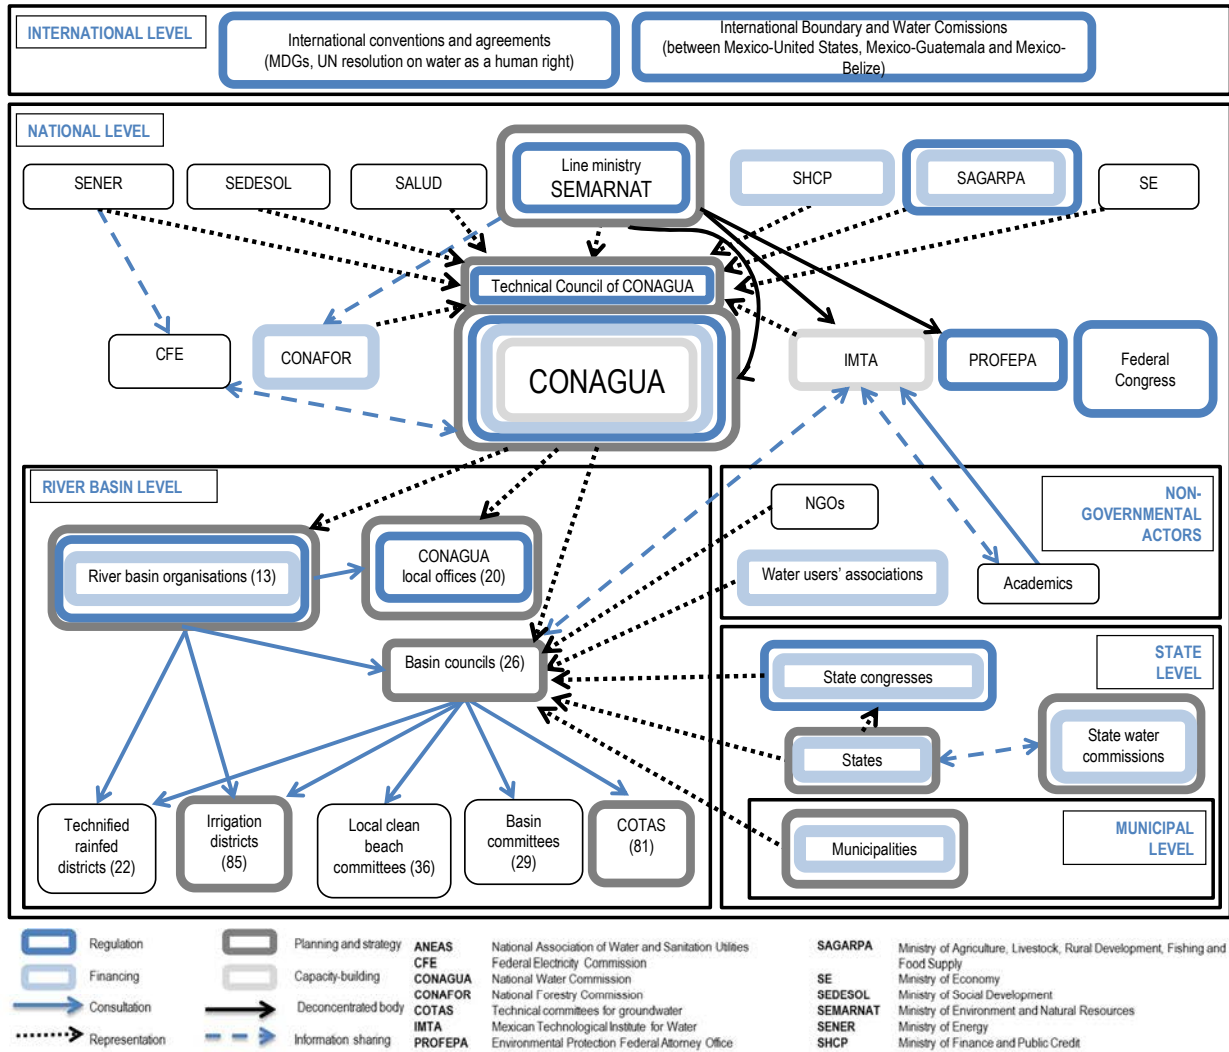 INTERNATIONAL LEVEL
International conventions and agreements
(MDGs, UN resolution on water as a human right)
International Boundary and Water Comissions
(between Mexico-United States, Mexico-Guatemala and Mexico-
Belize)
NATIONAL LEVEL
SENER
SEDESOL
SALUD
Line ministry
SEMARNAT
SHCP
SAGARPA
SE
Technical Council of CONAGUA
CFE
CONAFOR
CONAGUA
IMTA
PROFEPA
Federal
Congress
RIVER BASIN LEVEL
River basin organisations (13)
CONAGUA
local offices (20)
Basin councils (26)
Technified
rainfed
districts (22)
Irrigation
districts
(85)
Local clean
beach
committees (36)
Basin
committees
(29)
COTAS
(81)
NON-
GOVERNMENTAL
ACTORS
NGOs
Water users’ associations
Academics
STATE
LEVEL
State congresses
States
State water
commissions
MUNICIPAL
LEVEL
Municipalities
Regulation
Financing
Consultation
Representation
Planning and strategy
Capacity-building
Deconcentrated body
Information sharing
ANEAS National Association of Water and Sanitation Utilities
CFE Federal Electricity Commission
CONAGUA National Water Commission
CONAFOR National Forestry Commission
COTAS Technical committees for groundwater
IMTA Mexican Technological Institute for Water
PROFEPA Environmental Protection Federal Attorney Office
SAGARPA Ministry of Agriculture, Livestock, Rural Development, Fishing and
Food Supply
SE Ministry of Economy
SEDESOL Ministry of Social Development
SEMARNAT Ministry of Environment and Natural Resources
SENER Ministry of Energy
SHCP Ministry of Finance and Public Credit